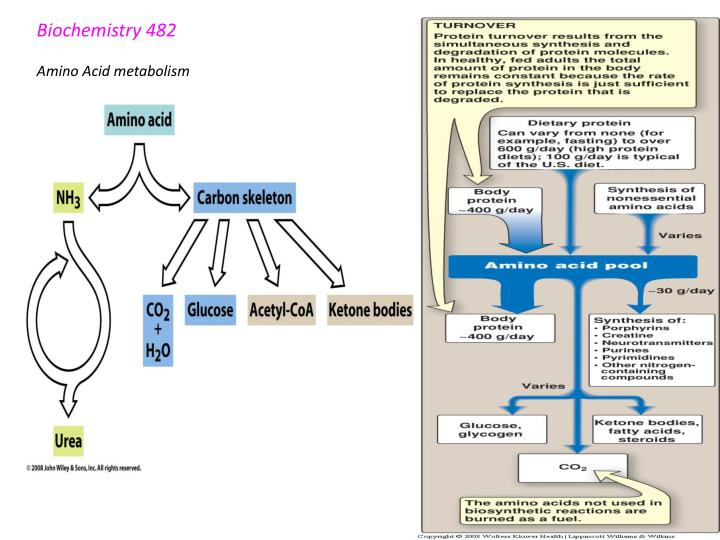 Biochemistry 482
Amino Acid metabolism
Amino acid
NH3
Carbon skeleton
CO2
+
H2O
Glucose
Acetyl-CoA
Ketone bodies
Urea
© 2008 John Wiley & Sons, Inc. All rights reserved.
TURNOVER
Protein turnover results from the
simultaneous synthesis and
degradation of protein molecules.
In healthy, fed adults the total
amount of protein in the body
remains constant because the rate
of protein synthesis is just sufficient
to replace the protein that is
degraded.
Dietary protein
Can vary from none (for
example, fasting) to over
600 g/day (high protein
diets); 100 g/day is typical
of the U.S. diet.
Body
protein
~400 g/day
Synthesis of
nonessential
amino acids
Varies
Amino acid pool
~30 g/day
Body
protein
~400 g/day
Synthesis of:
• Porphyrins
• Creatine
• Neurotransmitters
• Purines
• Pyrimidines
• Other nitrogen-
containing
compounds
Varies
Glucose,
glycogen
Ketone bodies,
fatty acids,
steroids
CO2
The amino acids not used in
biosynthetic reactions are
burned as a fuel.
Copyright © 2008 Wolters Kluwer Health | Lippincott Williams & Wilkins